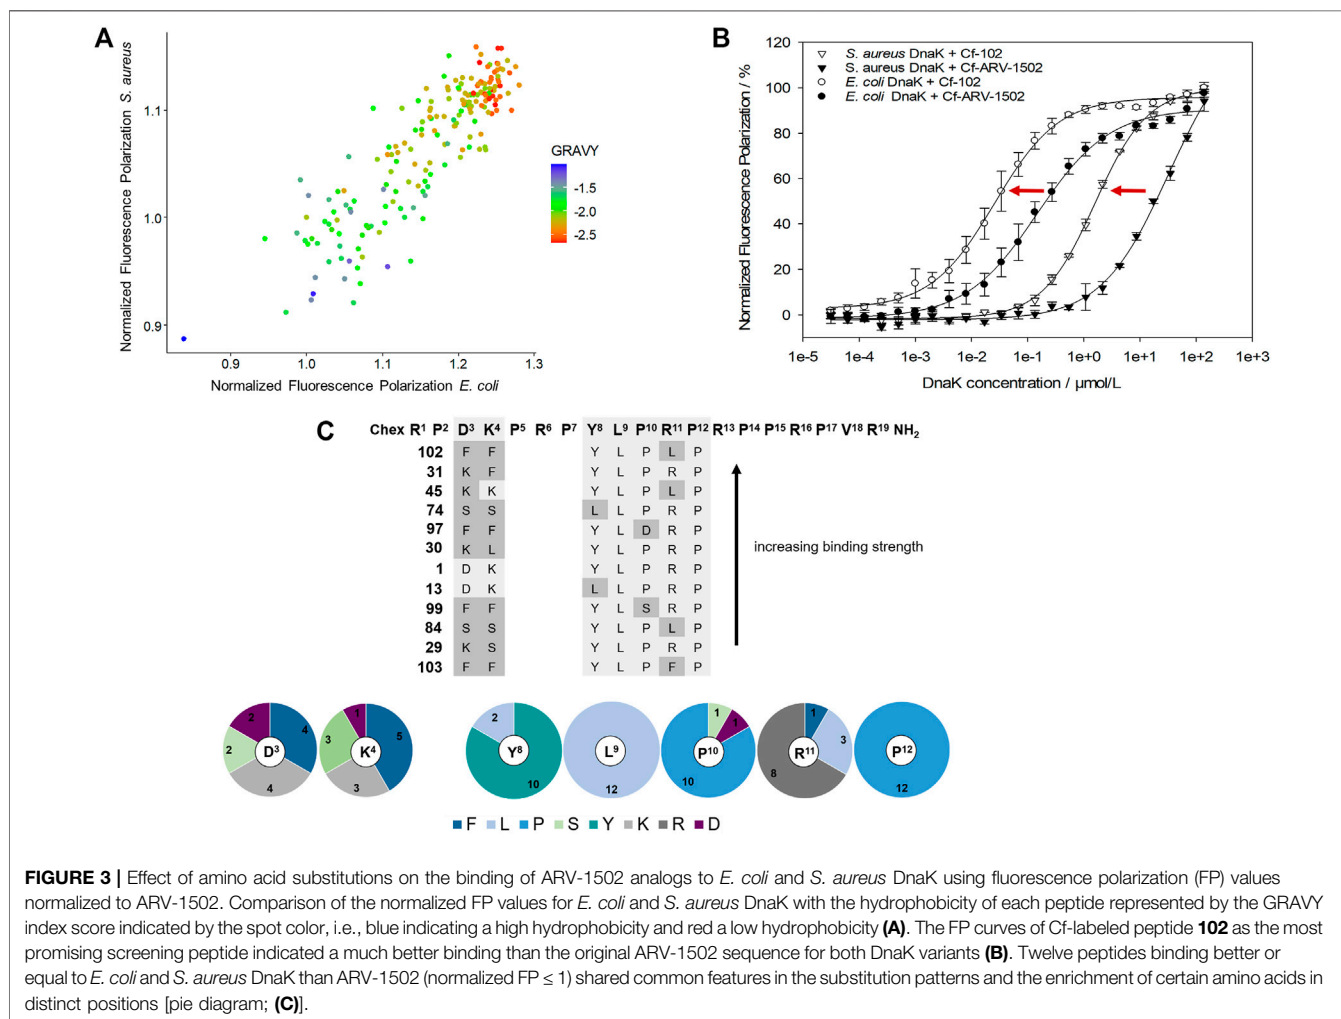 A
Normalized Fluorescence Polarization S. aureus
1.1
1.0
0.9
0.9
1.0
1.1
1.2
1.3
Normalized Fluorescence Polarization E. coli
GRAVY
-1.5
-2.0
-2.5
B
Normalized Fluorescence Polarization / %
120
100
80
60
40
20
0
S. aureus DnaK + Cf-102
S. aureus DnaK + Cf-ARV-1502
E. coli DnaK + Cf-102
E. coli DnaK + Cf-ARV-1502
1e-5 1e-4 1e-3 1e-2 1e-1 1e+0 1e+1 1e+2 1e+3
DnaK concentration / µmol/L
C
Chex R1 P2 D3 K4 P5 R6 P7 Y8 L9 P10 R11 P12 R13 P14 P15 R16 P17 V18 R19 NH2
102 F F Y L P L P
31 K F Y L P R P
45 K K Y L P L P
74 S S L L P R P
97 F F Y L D R P
30 K L Y L P R P
1 D K Y L P R P
13 D K L L P R P
99 F F Y L S R P
84 S S Y L P L P
29 K S Y L P R P
103 F F Y L P F P
increasing binding strength
2 4 2 4 D3
1 5 3 3 K4
2 10 Y8
12 L9
1 1 10 P10
1 3 8 R11
12 P12
F L P S Y K R D
FIGURE 3 | Effect of amino acid substitutions on the binding of ARV-1502 analogs to E. coli and S. aureus DnaK using fluorescence polarization (FP) values
normalized to ARV-1502. Comparison of the normalized FP values for E. coli and S. aureus DnaK with the hydrophobicity of each peptide represented by the GRAVY
index score indicated by the spot color, i.e., blue indicating a high hydrophobicity and red a low hydrophobicity (A). The FP curves of Cf-labeled peptide 102 as the most
promising screening peptide indicated a much better binding than the original ARV-1502 sequence for both DnaK variants (B). Twelve peptides binding better or
equal to E. coli and S. aureus DnaK than ARV-1502 (normalized FP ≤ 1) shared common features in the substitution patterns and the enrichment of certain amino acids in
distinct positions [pie diagram; (C)].